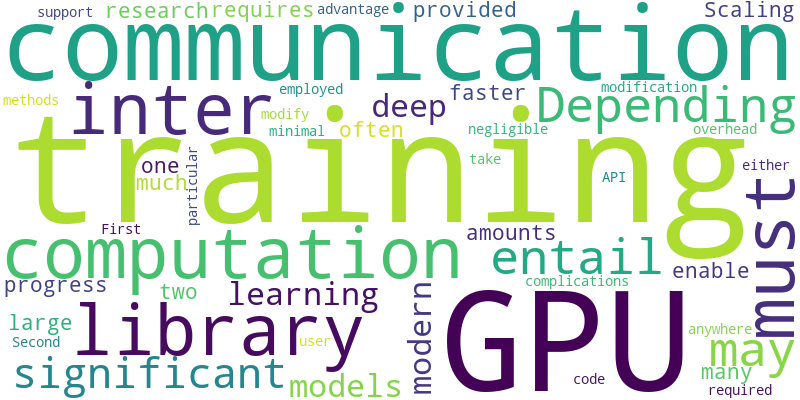 support research requires advantage provided Scaling
communication
methods inter employed deep faster modification Depending
modify minimal often negligible overhead
training
one much particular take API either
First computation amounts entail must
progress two learning complications enable
large library modern GPU anywhere
Second user may
significant models code many
required